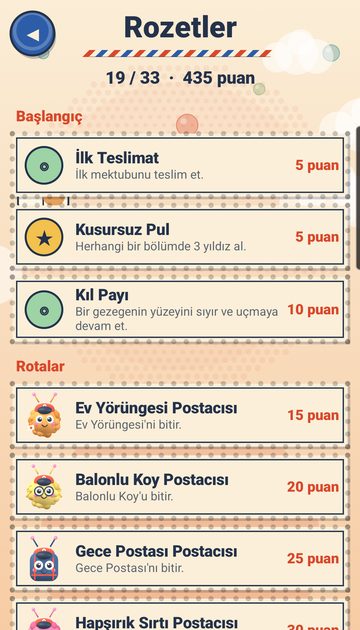 Rozetler
19 / 33 · 435 puan
Başlangıç
İlk Teslimat
İlk mektubunu teslim et.
5 puan
Kusursuz Pul
Herhangi bir bölümde 3 yıldız al.
5 puan
Kıl Payı
Bir gezegenin yüzeyini sıyır ve uçmaya
devam et.
10 puan
Rotalar
Ev Yörüngesi Postacısı
Ev Yörüngesi'ni bitir.
15 puan
Balonlu Koy Postacısı
Balonlu Koy'u bitir.
20 puan
Gece Postası Postacısı
Gece Postası'nı bitir.
25 puan
Hapşırık Sırtı Postacısı
30 puan